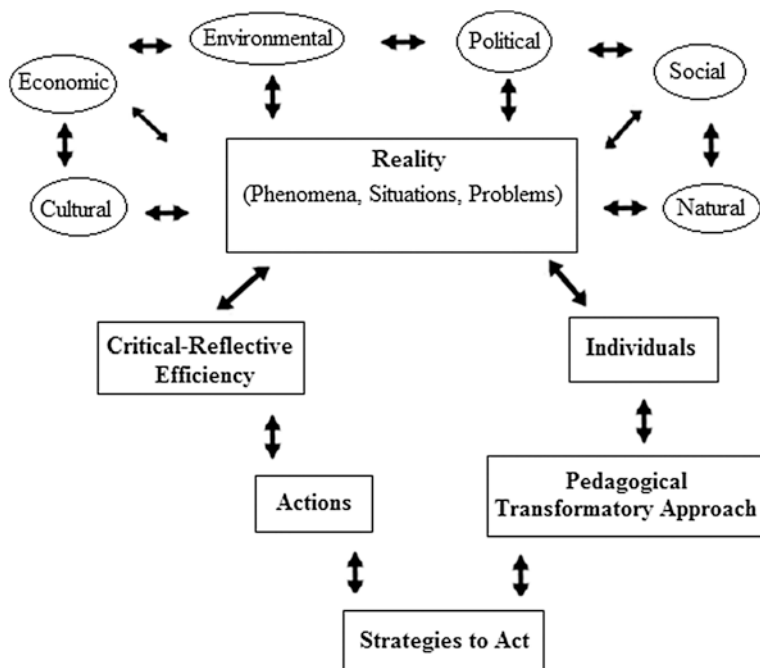 Environmental
Political
Economic
Social
Reality
(Phenomena, Situations, Problems)
Cultural
Natural
Critical-Reflective
Efficiency
Individuals
Actions
Pedagogical
Transformatory Approach
Strategies to Act